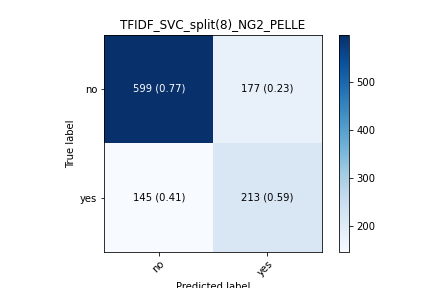 TFIDF_SVC_split(8)_NG2_PELLE
no
599 (0.77)
177 (0.23)
yes
145 (0.41)
213 (0.59)
True label
no
yes
Predicted label
500
400
300
200